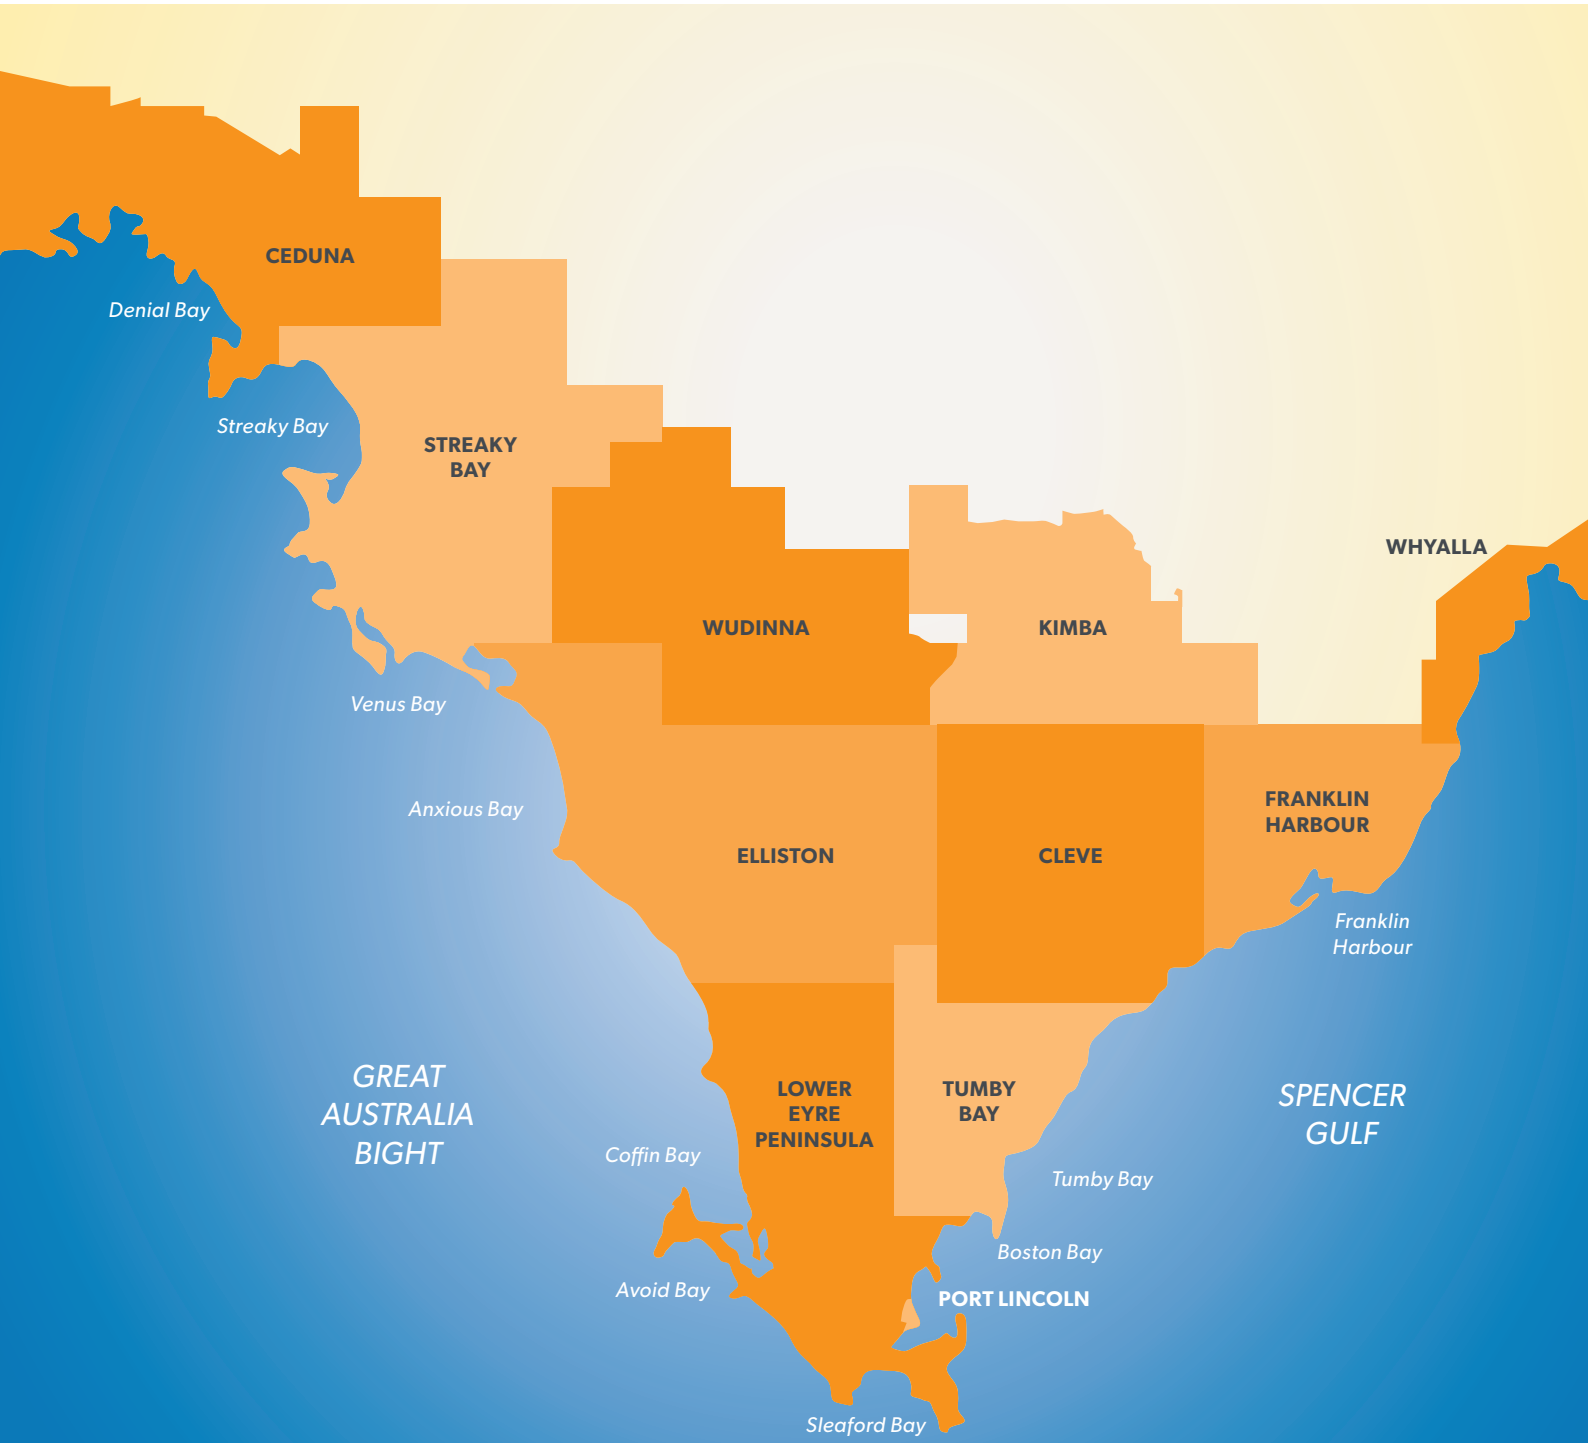 CEDUNA
Denial Bay
Streaky Bay
STREAKY
BAY
WHYALLA
WUDINNA
KIMBA
Venus Bay
Anxious Bay
FRANKLIN
HARBOUR
ELLISTON
CLEVE
Franklin
Harbour
GREAT
AUSTRALIA
BIGHT
LOWER
EYRE
PENINSULA
TUMBY
BAY
SPENCER
GULF
Coffin Bay
Tumby Bay
Boston Bay
Avoid Bay
PORT LINCOLN
Sleaford Bay